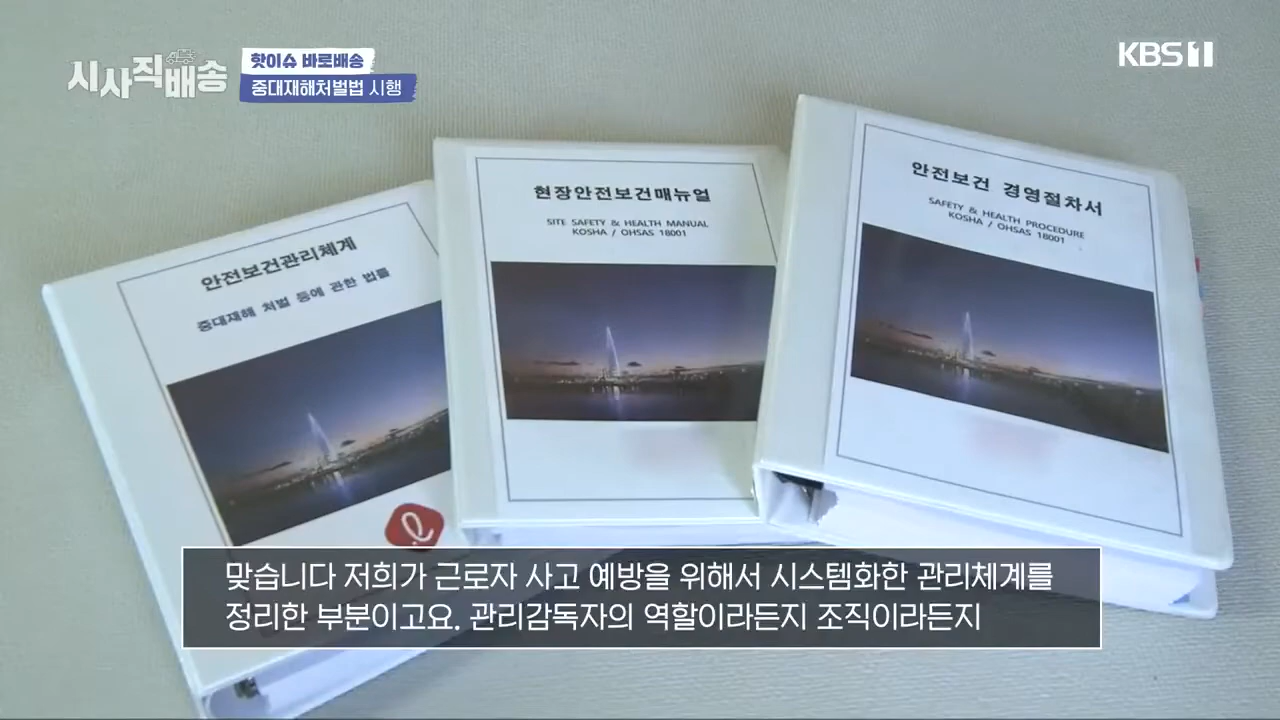 시사직배송
핫이슈 바로배송
중대재해처벌법 시행
KBS1
안전보건관리체계
중대재해 처벌 등에 관한 법률
현장안전보건매뉴얼
SITE SAFETY & HEALTH MANUAL
KOSHA / OHSAS 18001
안전보건 경영절차서
SAFETY & HEALTH PROCEDURE
KOSHA / OHSAS 18001
맞습니다 저희가 근로자 사고 예방을 위해서 시스템화한 관리체계를
정리한 부분이고요. 관리감독자의 역할이라든지 조직이라든지